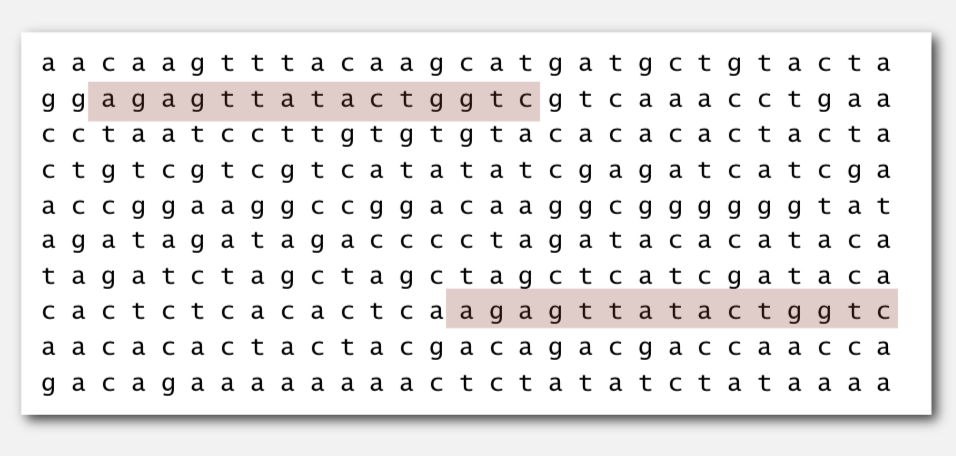 a a c a a g t t t a c a a g c a t g a t g c t g t a c t a
g g a g a g t t a t a c t g g t c g t c a a a c c t g a a
c c t a a t c c t t g t g t g t a c a c a c a c t a c t a
c t g t c g t c g t c a t a t a t c g a g a t c a t c g a
a c c g g a a g g c c g g a c a a g g c g g g g g g t a t
a g a t a g a t a g a c c c c t a g a t a c a c a t a c a
t a g a t c t a g c t a g c t a g c t c a t c g a t a c a
c a c t c t c a c a c t c a a g a g t t a t a c t g g t c
a a c a c a c t a c t a c g a c a g a c g a c c a a c c a
g a c a g a a a a a a a a c t c t a t a t c t a t a a a a